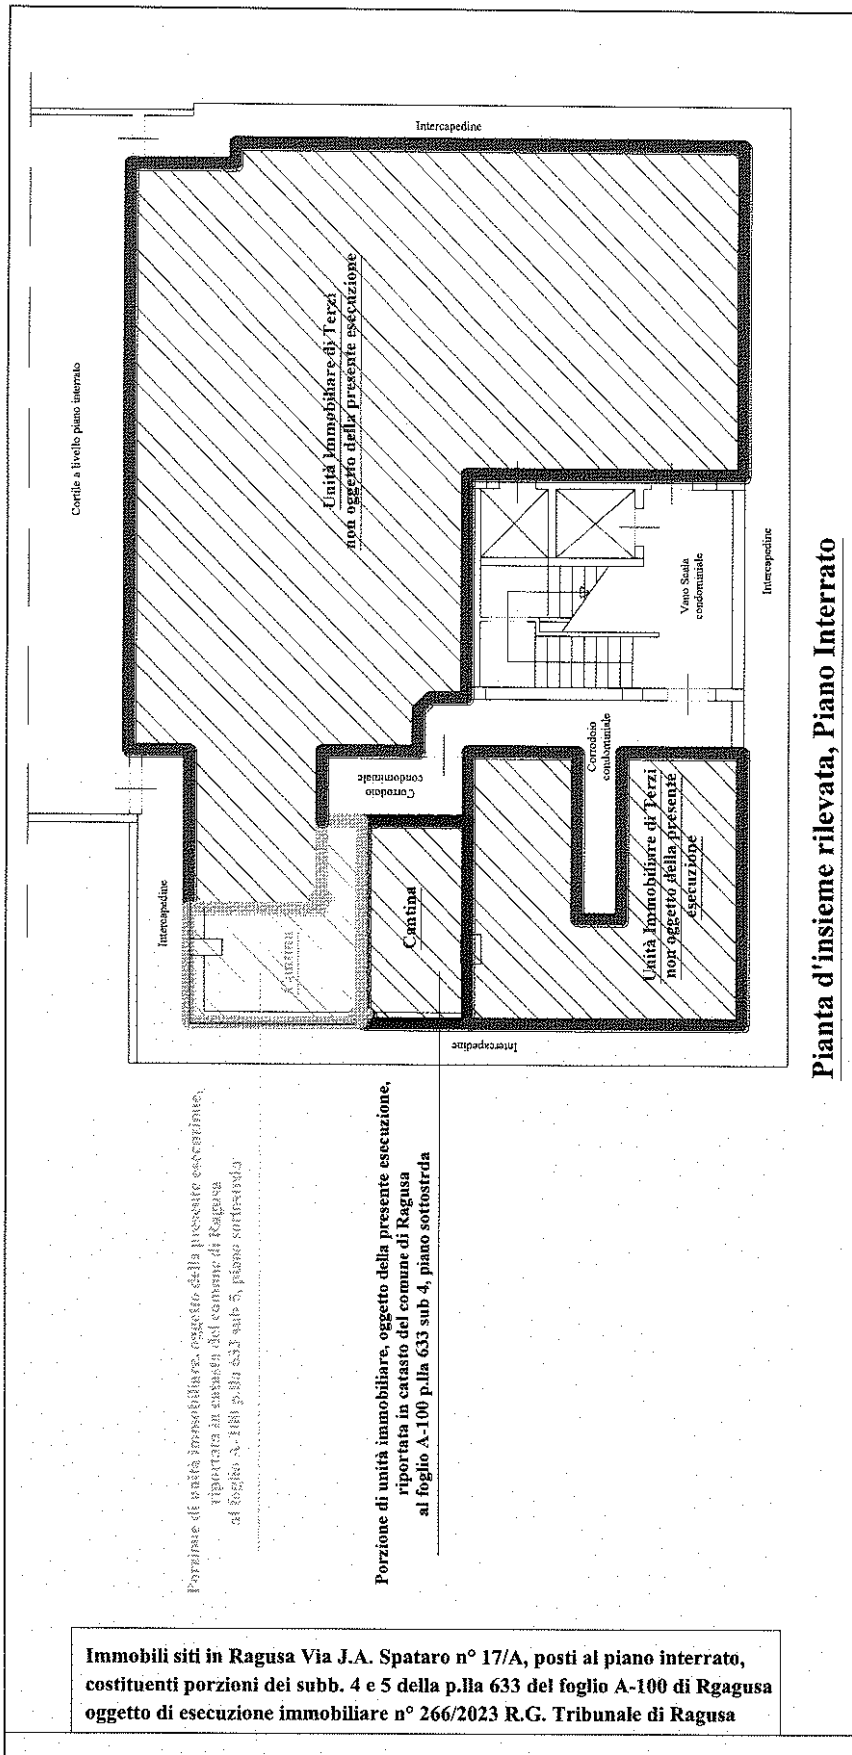 Intercapedine
Cortile a livello piano interrato
Unità Immobiliare di Terzi
non oggetto della presente esecuzione
Vano Scala
condominiale
Intercapedine
Corrodoio
condominiale
Corrodoio
condominiale
Unità Immobiliare di Terzi
non oggetto della presente
esecuzione
Cantina
Cantina
Intercapedine
Intercapedine
Porzione di unità immobiliare, oggetto della presente esecuzione,
riportata in catasto del comune di Ragusa
al foglio A-100 p.lla 633 sub 5, piano sottostrda
Porzione di unità immobiliare, oggetto della presente esecuzione,
riportata in catasto del comune di Ragusa
al foglio A-100 p.lla 633 sub 4, piano sottostrda
Pianta d'insieme rilevata, Piano Interrato
Immobili siti in Ragusa Via J.A. Spataro n° 17/A, posti al piano interrato,
costituenti porzioni dei subb. 4 e 5 della p.lla 633 del foglio A-100 di Rgagusa
oggetto di esecuzione immobiliare n° 266/2023 R.G. Tribunale di Ragusa